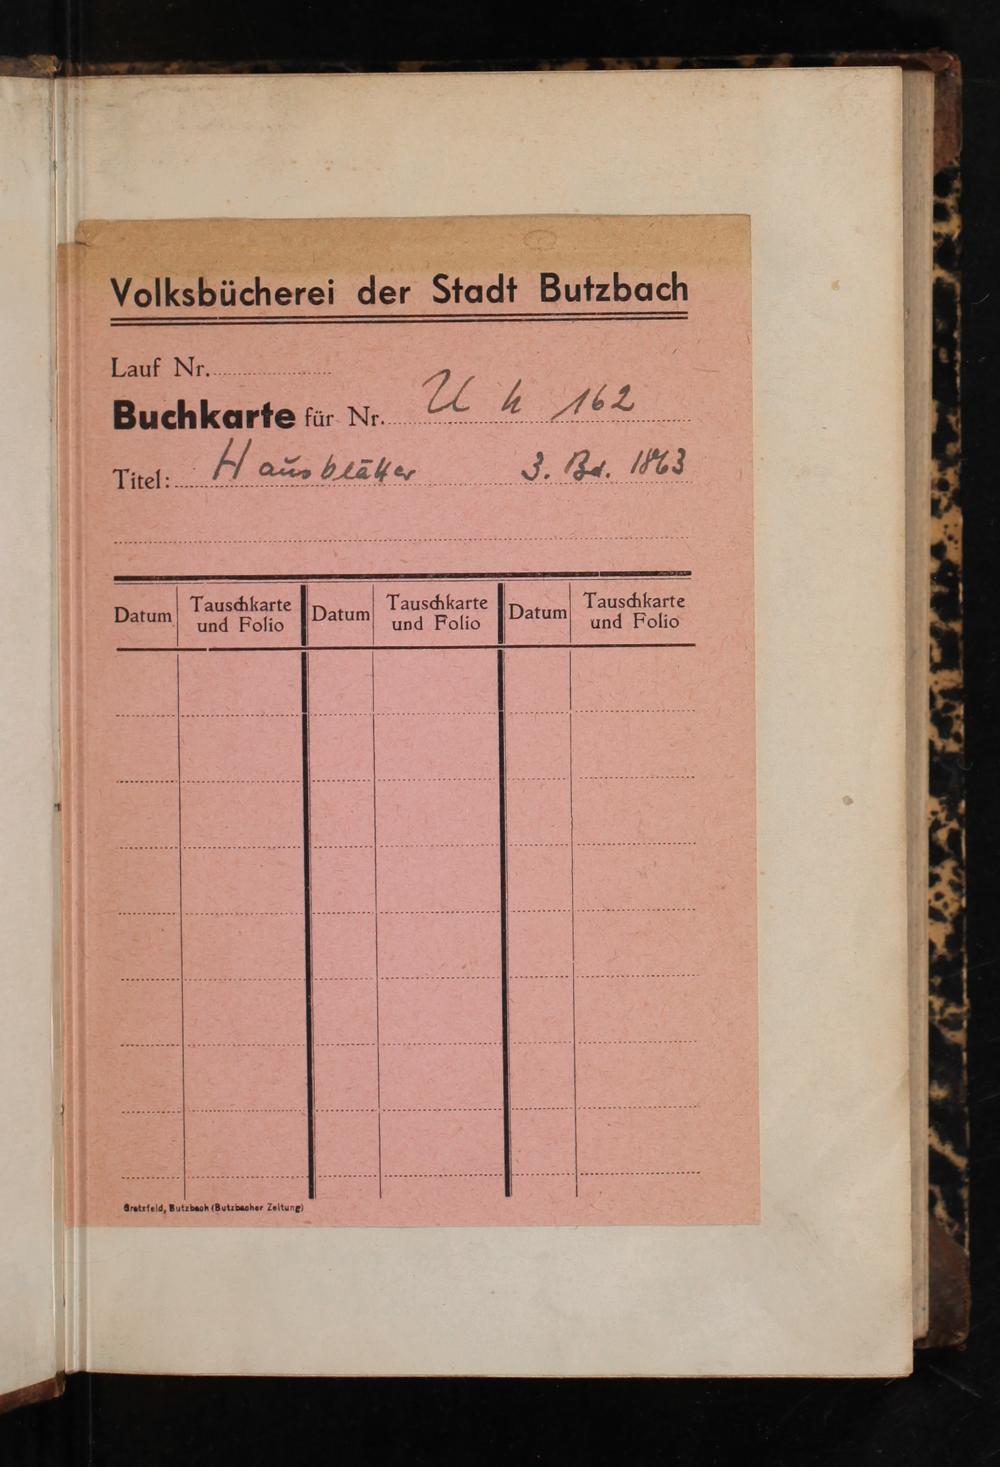 Volksbücherei der Stadt Butzbach
Lauf Nr.
Buchkarte für Nr. U h 162
Titel: Hausblätter 3. Bd. 1863
Datum Tauschkarte und Folio Datum Tauschkarte und Folio Datum Tauschkarte und Folio
Gratzfeld, Butzbach (Butzbacher Zeitung)